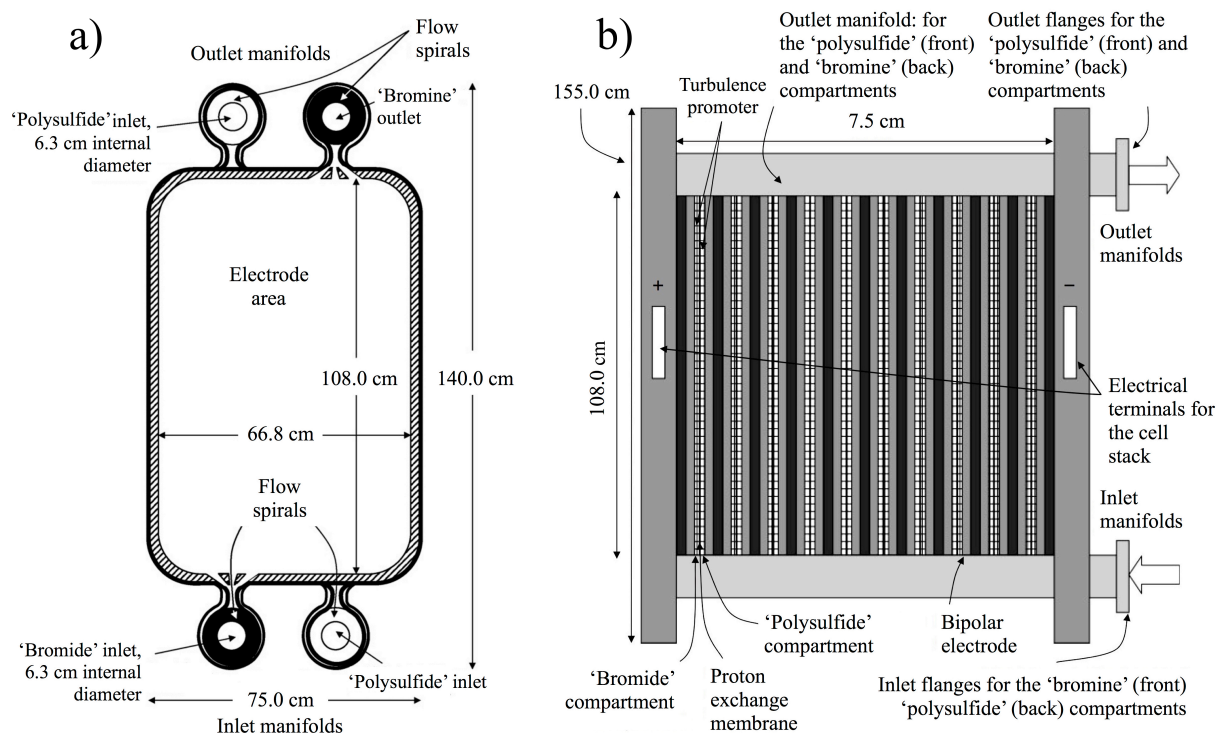 a)
Outlet manifolds
Flow
spirals
‘Polysulfide’ inlet,
6.3 cm internal
diameter
‘Bromine’
outlet
Electrode
area
108.0 cm
140.0 cm
66.8 cm
Flow
spirals
‘Bromide’ inlet,
6.3 cm internal
diameter
‘Polysulfide’ inlet
75.0 cm
Inlet manifolds
b)
Outlet manifold: for
the ‘polysulfide’ (front)
and ‘bromine’ (back)
compartments
Outlet flanges for the
‘polysulfide’ (front) and
‘bromine’ (back)
compartments
155.0 cm
Turbulence
promoter
7.5 cm
Outlet
manifolds
+
−
108.0 cm
Electrical
terminals for
the cell
stack
Inlet
manifolds
‘Polysulfide’
compartment
Bipolar
electrode
‘Bromide’
compartment
Proton
exchange
membrane
Inlet flanges for the ‘bromine’ (front)
‘polysulfide’ (back) compartments